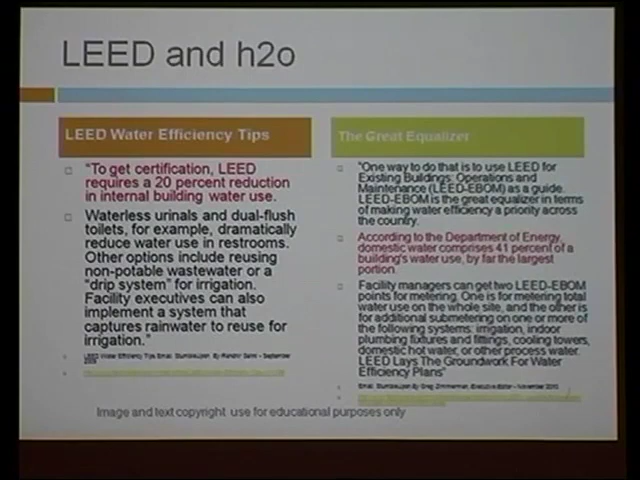 LEED and h2o
LEED Water Efficiency Tips
"To get certification, LEED
requires a 20 percent reduction
in internal building water use.
Waterless urinals and dual-flush
toilets, for example, dramatically
reduce water use in restrooms.
Other options include reusing
non-potable wastewater or a
"drip system" for irrigation.
Facility executives can also
implement a system that
captures rainwater to reuse for
irrigation."
LEED Water Efficiency Tips Email
September
The Great Equalizer
"One way to do that is to use LEED for
Existing Buildings: Operations and
Maintenance (LEED-EBOM) as a guide.
LEED-EBOM is the great equalizer in terms
of making water efficiency a priority across
the country.
According to the Department of Energy,
domestic water comprises 41 percent of a
building's water use, by far the largest
portion.
Facility managers can get two LEED-EBOM
points for metering. One is for metering total
water use on the whole site, and the other is
for additional submetering on one or more of
the following systems: irrigation, indoor
plumbing fixtures and fittings, cooling towers,
domestic hot water, or other process water.
LEED Lays The Groundwork For Water
Efficiency Plans"
By Greg Zimmerman, Executive Editor - November 2010
Image and text copyright use for educational purposes only